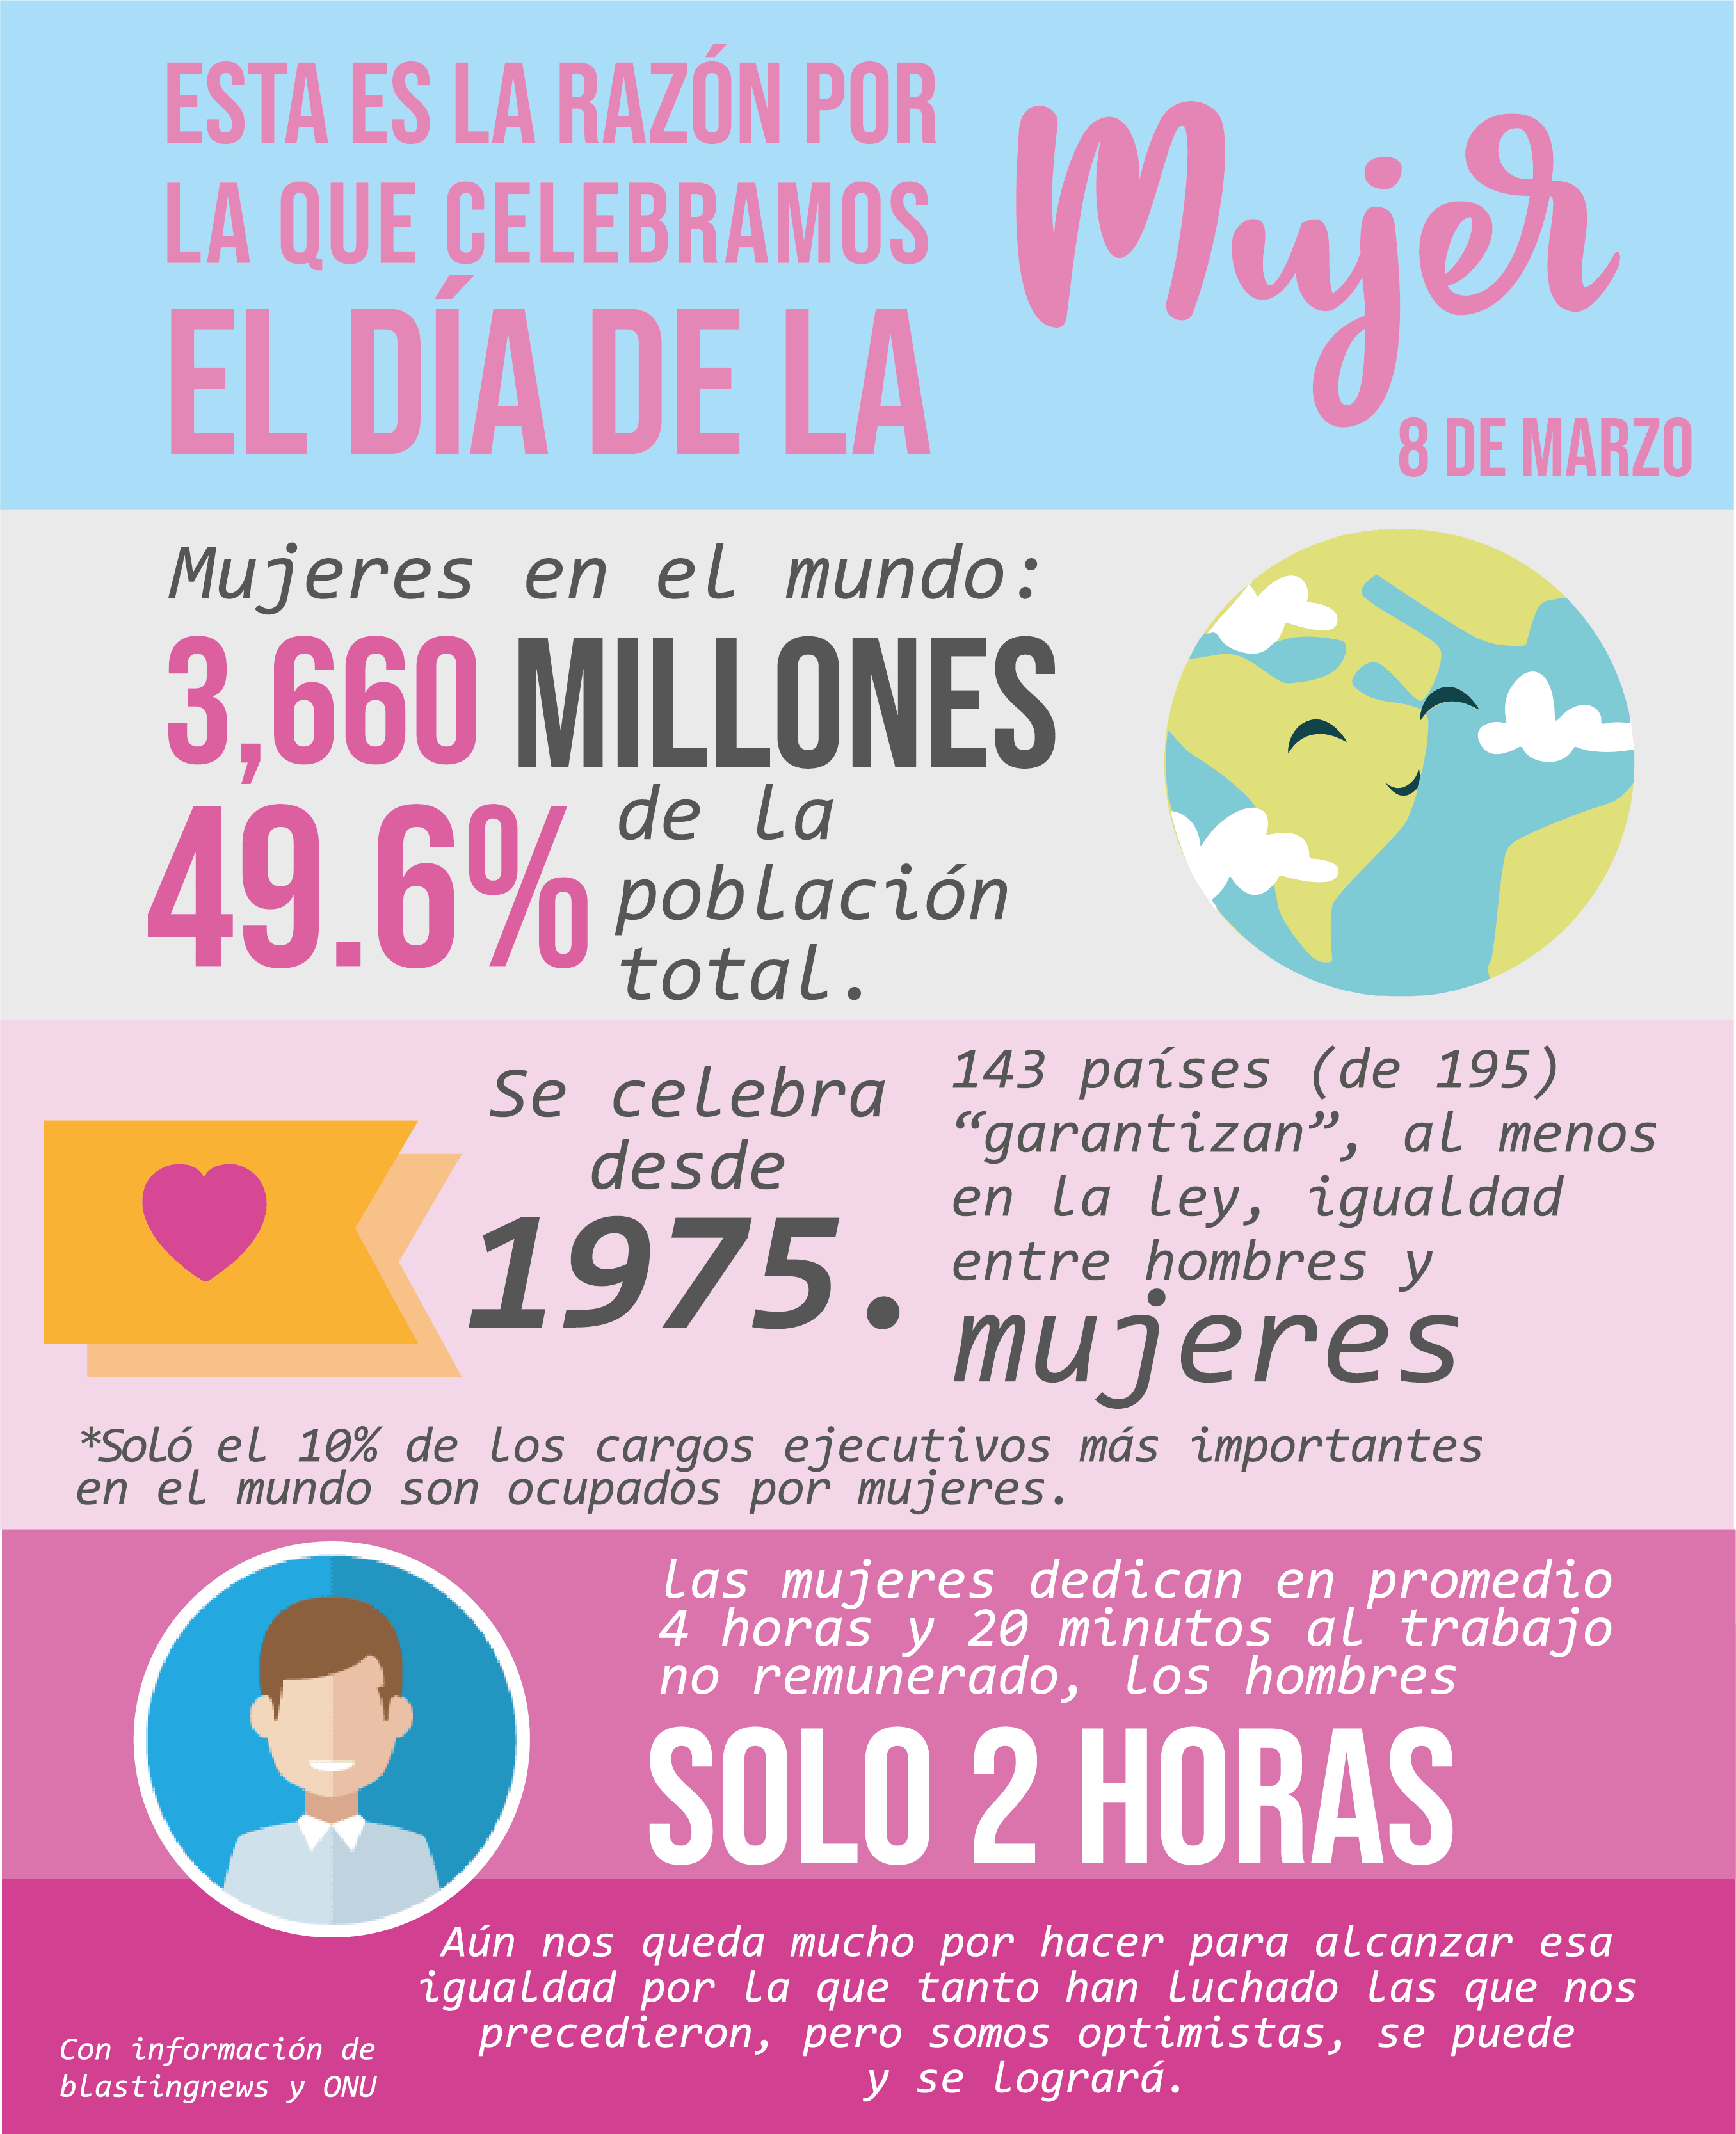 ESTA ES LA RAZÓN POR
LA QUE CELEBRAMOS
EL DÍA DE LA
Mujer
8 DE MARZO
Mujeres en el mundo:
3,660 MILLONES
49.6%
de la
población
total.
Se celebra
desde
1975.
143 países (de 195)
“garantizan”, al menos
en la ley, igualdad
entre hombres y
mujeres
*Soló el 10% de los cargos ejecutivos más importantes
en el mundo son ocupados por mujeres.
las mujeres dedican en promedio
4 horas y 20 minutos al trabajo
no remunerado, los hombres
SOLO 2 HORAS
Aún nos queda mucho por hacer para alcanzar esa
igualdad por la que tanto han luchado las que nos
precedieron, pero somos optimistas, se puede
y se logrará.
Con información de
blastingnews y ONU